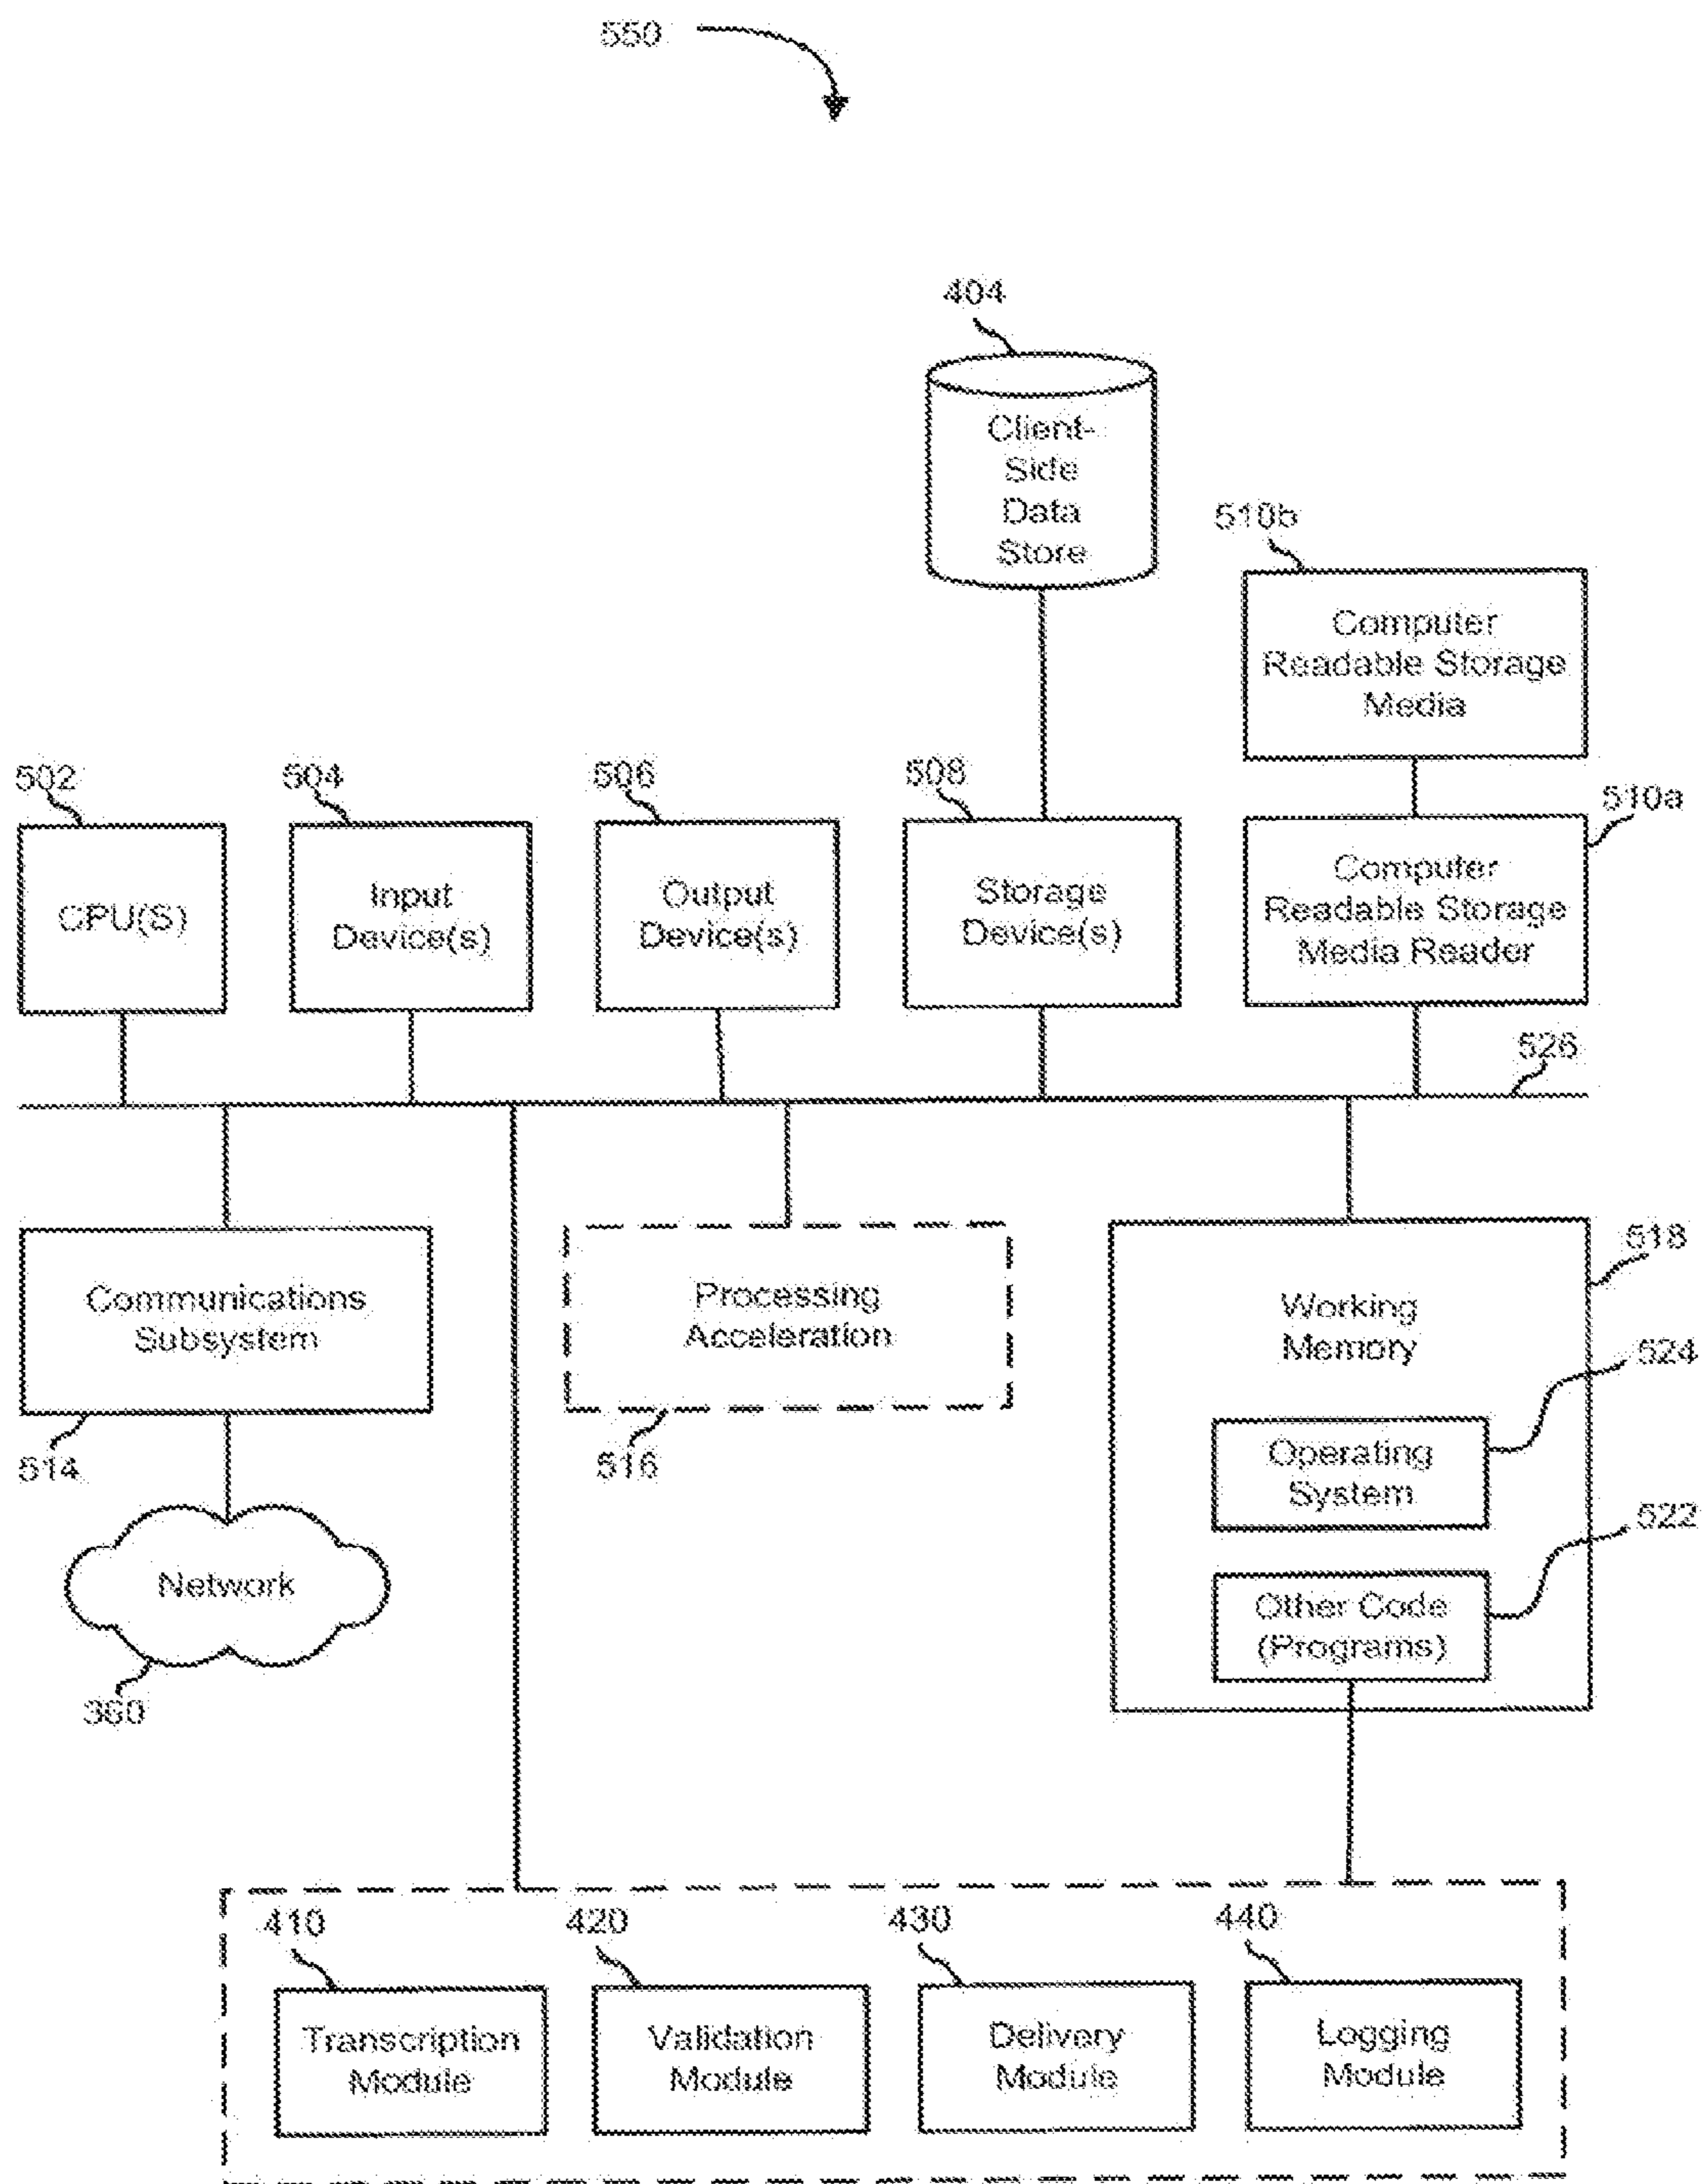 550
404
Client-
Side
Data
Store
510b
Computer
Readable Storage
Media
502
504
506
508
510a
CPU(S)
Input
Device(s)
Output
Device(s)
Storage
Device(s)
Computer
Readable Storage
Media Reader
526
Communications
Subsystem
514
Processing
Acceleration
516
Working
Memory
518
524
Operating
System
522
Other Code
(Programs)
Network
360
410
420
430
440
Transcription
Module
Validation
Module
Delivery
Module
Logging
Module